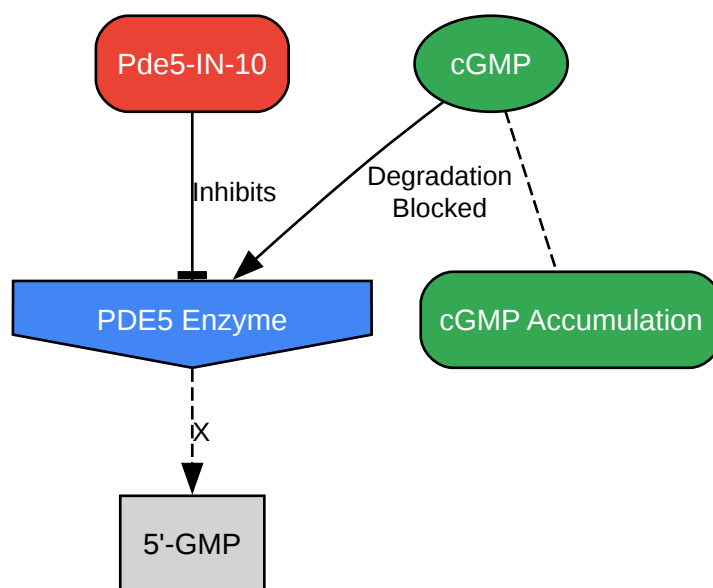 Pde5-IN-10
cGMP
Inhibits
Degradation
Blocked
PDE5 Enzyme
cGMP Accumulation
X
5'-GMP